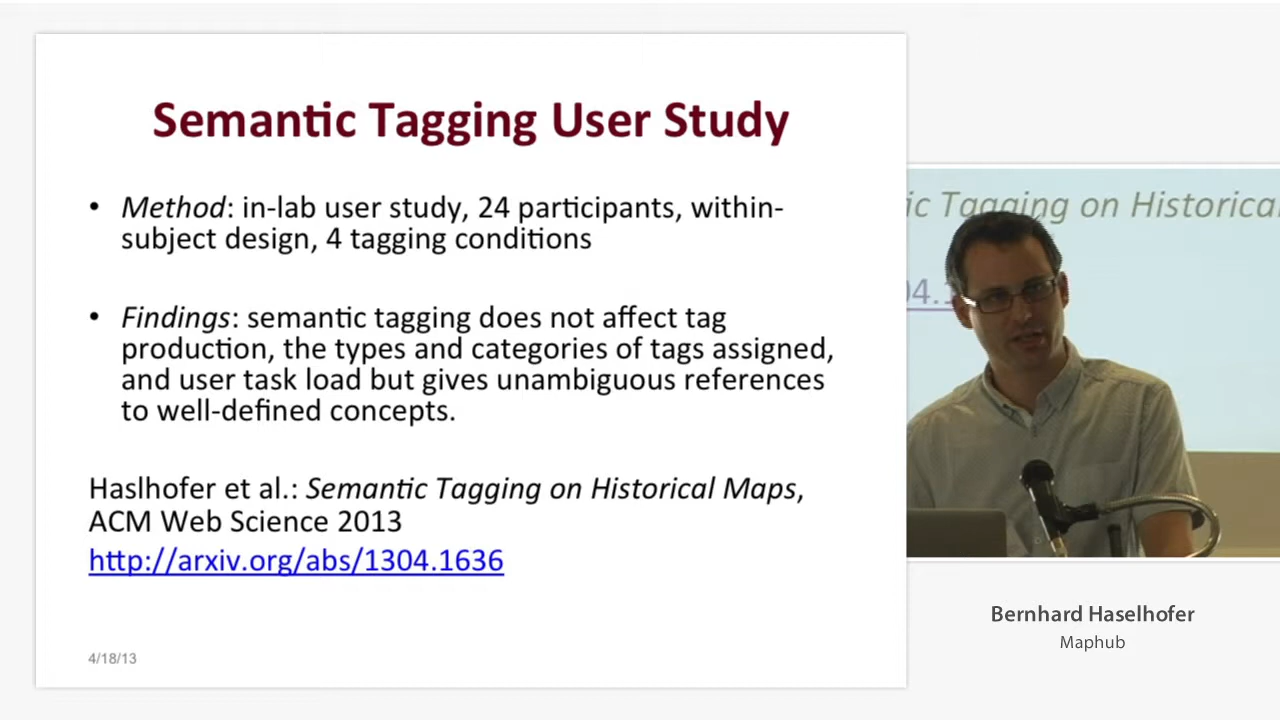 Semantic Tagging User Study
• Method: in-lab user study, 24 participants, within-
subject design, 4 tagging conditions
• Findings: semantic tagging does not affect tag
production, the types and categories of tags assigned,
and user task load but gives unambiguous references
to well-defined concepts.
Haslhofer et al.: Semantic Tagging on Historical Maps,
ACM Web Science 2013
http://arxiv.org/abs/1304.1636
4/18/13
ic Tagging on Historical
04.1
Bernhard Haselhofer
Maphub